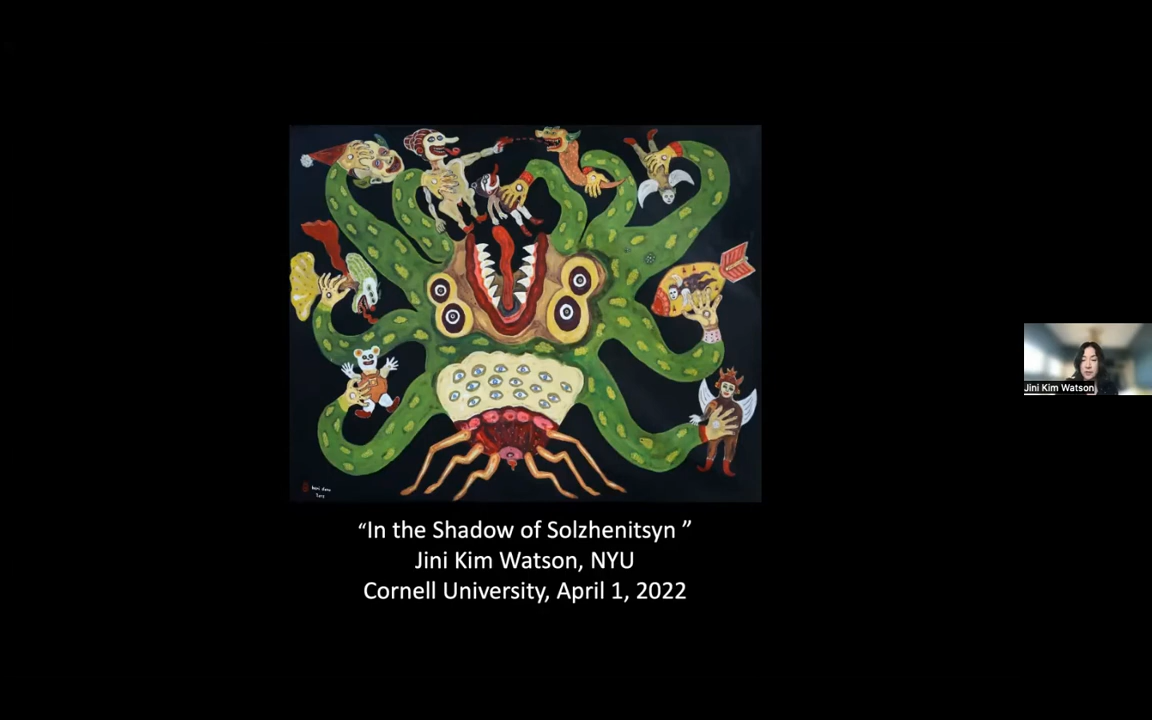 “In the Shadow of Solzhenitsyn ”
Jini Kim Watson, NYU
Cornell University, April 1, 2022
Jini Kim Watson